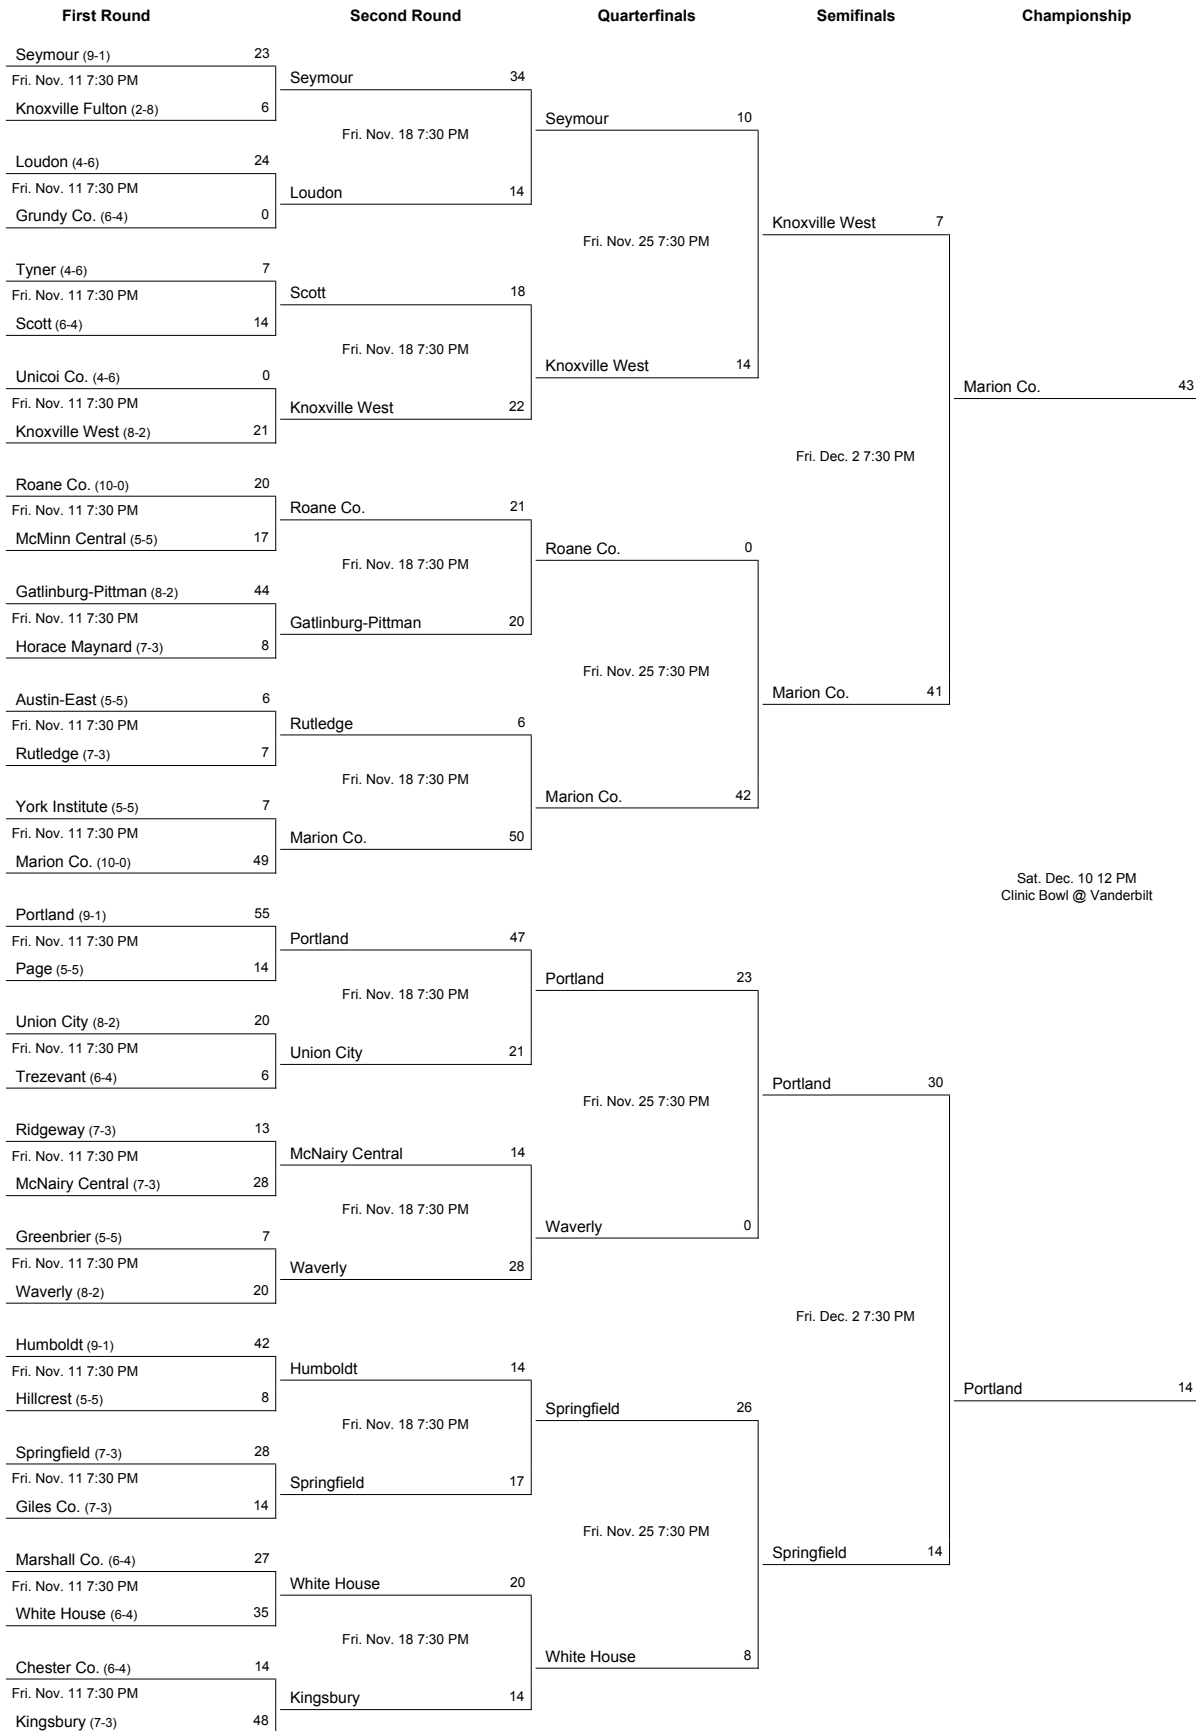 First Round Second Round Quarterfinals Semifinals Championship
Seymour (9-1) 23
Fri. Nov. 11 7:30 PM
Knoxville Fulton (2-8) 6
Loudon (4-6) 24
Fri. Nov. 11 7:30 PM
Grundy Co. (6-4) 0
Tyner (4-6) 7
Fri. Nov. 11 7:30 PM
Scott (6-4) 14
Unicoi Co. (4-6) 0
Fri. Nov. 11 7:30 PM
Knoxville West (8-2) 21
Roane Co. (10-0) 20
Fri. Nov. 11 7:30 PM
McMinn Central (5-5) 17
Gatlinburg-Pittman (8-2) 44
Fri. Nov. 11 7:30 PM
Horace Maynard (7-3) 8
Austin-East (5-5) 6
Fri. Nov. 11 7:30 PM
Rutledge (7-3) 7
York Institute (5-5) 7
Fri. Nov. 11 7:30 PM
Marion Co. (10-0) 49
Portland (9-1) 55
Fri. Nov. 11 7:30 PM
Page (5-5) 14
Union City (8-2) 20
Fri. Nov. 11 7:30 PM
Trezevant (6-4) 6
Ridgeway (7-3) 13
Fri. Nov. 11 7:30 PM
McNairy Central (7-3) 28
Greenbrier (5-5) 7
Fri. Nov. 11 7:30 PM
Waverly (8-2) 20
Humboldt (9-1) 42
Fri. Nov. 11 7:30 PM
Hillcrest (5-5) 8
Springfield (7-3) 28
Fri. Nov. 11 7:30 PM
Giles Co. (7-3) 14
Marshall Co. (6-4) 27
Fri. Nov. 11 7:30 PM
White House (6-4) 35
Chester Co. (6-4) 14
Fri. Nov. 11 7:30 PM
Kingsbury (7-3) 48
Seymour 34
Fri. Nov. 18 7:30 PM
Loudon 14
Scott 18
Fri. Nov. 18 7:30 PM
Knoxville West 22
Roane Co. 21
Fri. Nov. 18 7:30 PM
Gatlinburg-Pittman 20
Rutledge 6
Fri. Nov. 18 7:30 PM
Marion Co. 50
Portland 47
Fri. Nov. 18 7:30 PM
Union City 21
McNairy Central 14
Fri. Nov. 18 7:30 PM
Waverly 28
Humboldt 14
Fri. Nov. 18 7:30 PM
Springfield 17
White House 20
Fri. Nov. 18 7:30 PM
Kingsbury 14
Seymour 10
Fri. Nov. 25 7:30 PM
Knoxville West 14
Roane Co. 0
Fri. Nov. 25 7:30 PM
Marion Co. 42
Portland 23
Fri. Nov. 25 7:30 PM
Waverly 0
Springfield 26
Fri. Nov. 25 7:30 PM
White House 8
Knoxville West 7
Fri. Dec. 2 7:30 PM
Marion Co. 41
Portland 30
Fri. Dec. 2 7:30 PM
Springfield 14
Marion Co. 43
Sat. Dec. 10 12 PM
Clinic Bowl @ Vanderbilt
Portland 14